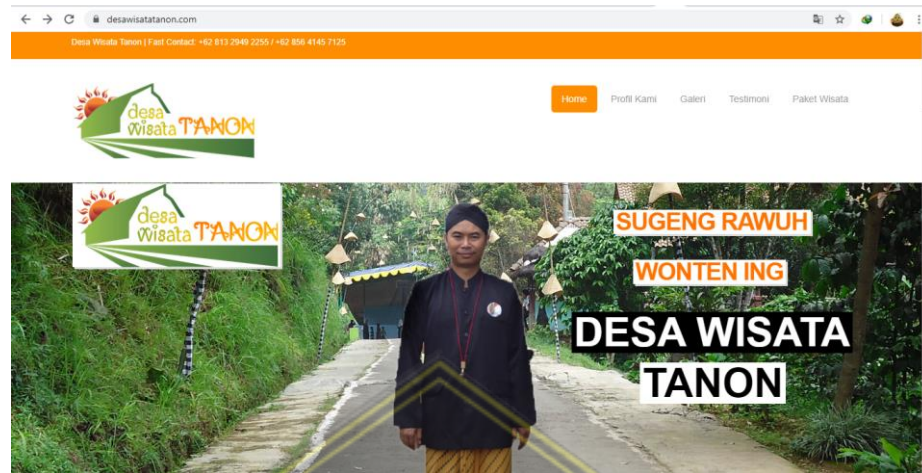 desawisatatanon.com
Desa Wisata Tanon | Fast Contact: +62 813 2949 2255 / +62 856 4145 7125
desa
wisata TANON
Home Profil Kami Galeri Testimoni Paket Wisata
desa
wisata TANON
SUGENG RAWUH
WONTEN ING
DESA WISATA
TANON